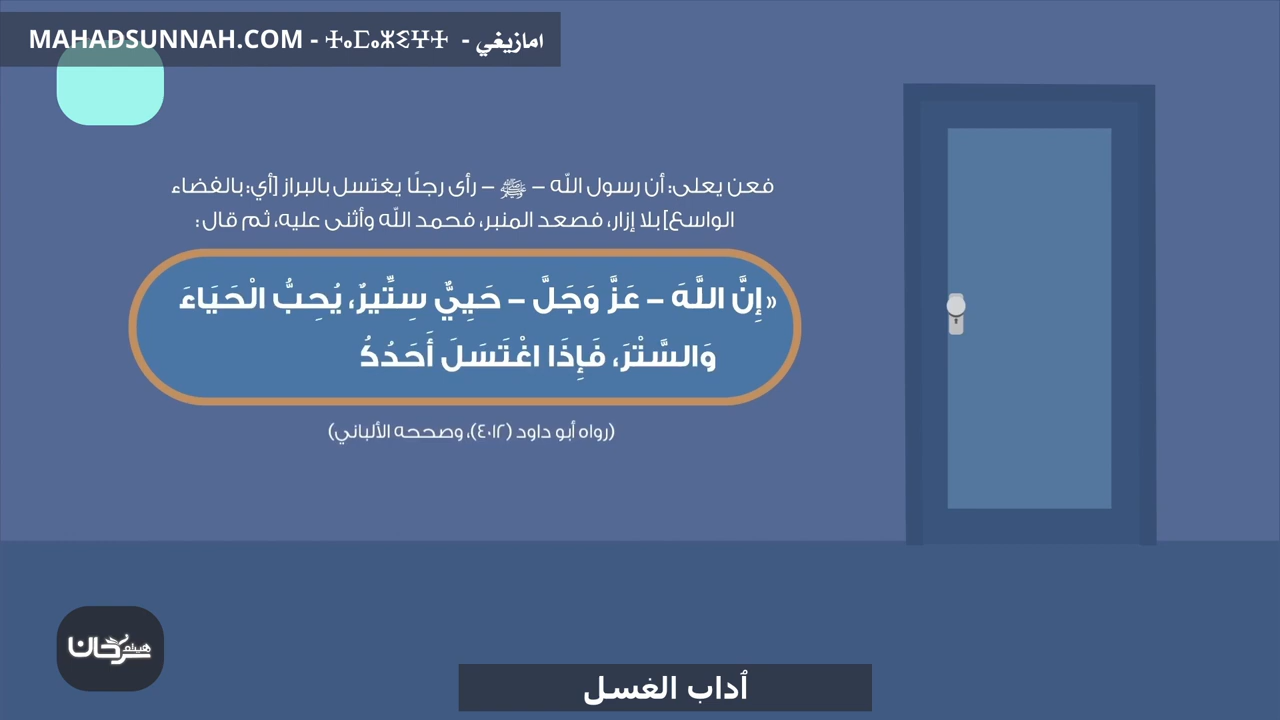 MAHADSUNNAH.COM - ⵜⴰⵎⴰⵣⵉⵖⵜ - امازيغي
فعن يعلى: أن رسول الله – ﷺ – رأى رجلًا يغتسل بالبراز [أي: بالفضاء
الواسع] بلا إزار، فصعد المنبر، فحمد الله وأثنى عليه، ثم قال:
«إِنَّ اللَّهَ – عَزَّ وَجَلَّ – حَيِيٌّ سِتِّيرٌ، يُحِبُّ الْحَيَاءَ
وَالسَّتْرَ، فَإِذَا اغْتَسَلَ أَحَدُكُ
(رواه أبو داود (٤٠١٢)، وصححه الألباني)
هيثم
سرحان
آداب الغسل